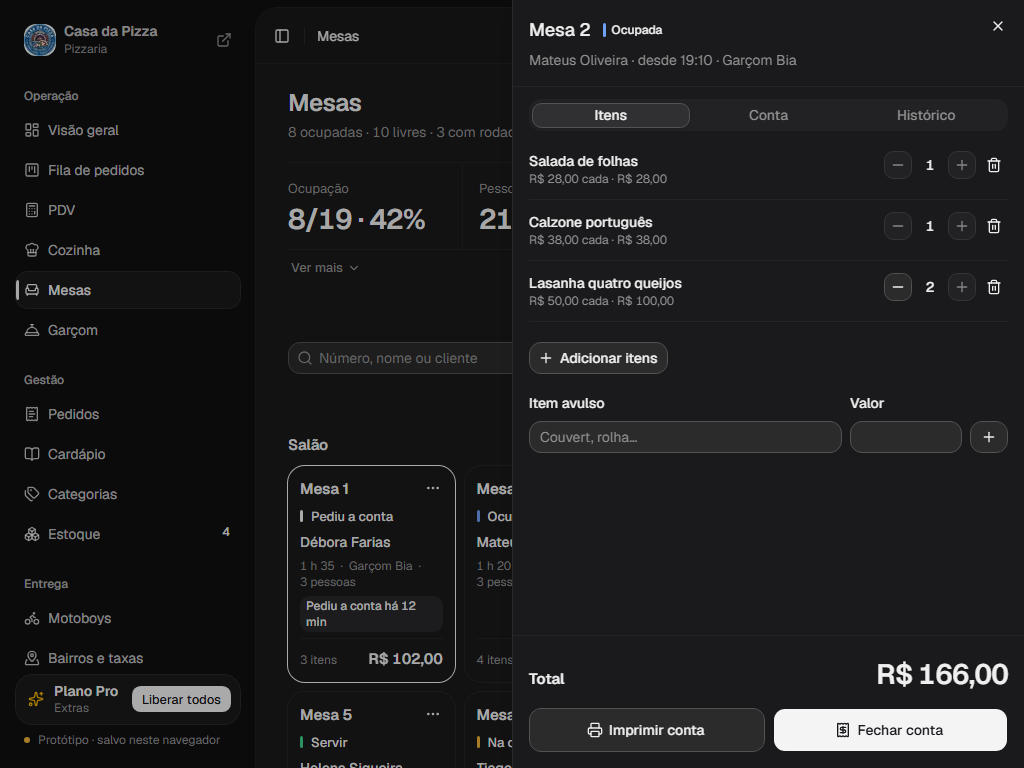 Casa da Pizza
Pizzaria
Operação
Visão geral
Fila de pedidos
PDV
Cozinha
Mesas
Garçom
Gestão
Pedidos
Cardápio
Categorias
Estoque 4
Entrega
Motoboys
Bairros e taxas
Plano Pro
Extras
Liberar todos
Protótipo · salvo neste navegador
Mesas
Mesas
8 ocupadas · 10 livres · 3 com rodac
Ocupação
8/19 · 42%
Pesso
21
Ver mais
Número, nome ou cliente
Salão
Mesa 1
Pediu a conta
Débora Farias
1 h 35 · Garçom Bia ·
3 pessoas
Pediu a conta há 12
min
3 itens R$ 102,00
Mesa
Ocu
Mateu
1 h 20
3 pess
4 itens
Mesa 5
Servir
Helena Siqueira
Mesa
Na c
Mesa 2
Ocupada
Mateus Oliveira · desde 19:10 · Garçom Bia
Itens Conta Histórico
Salada de folhas
R$ 28,00 cada · R$ 28,00
1
Calzone português
R$ 38,00 cada · R$ 38,00
1
Lasanha quatro queijos
R$ 50,00 cada · R$ 100,00
2
Adicionar itens
Item avulso Valor
Couvert, rolha…
Total R$ 166,00
Imprimir conta
Fechar conta